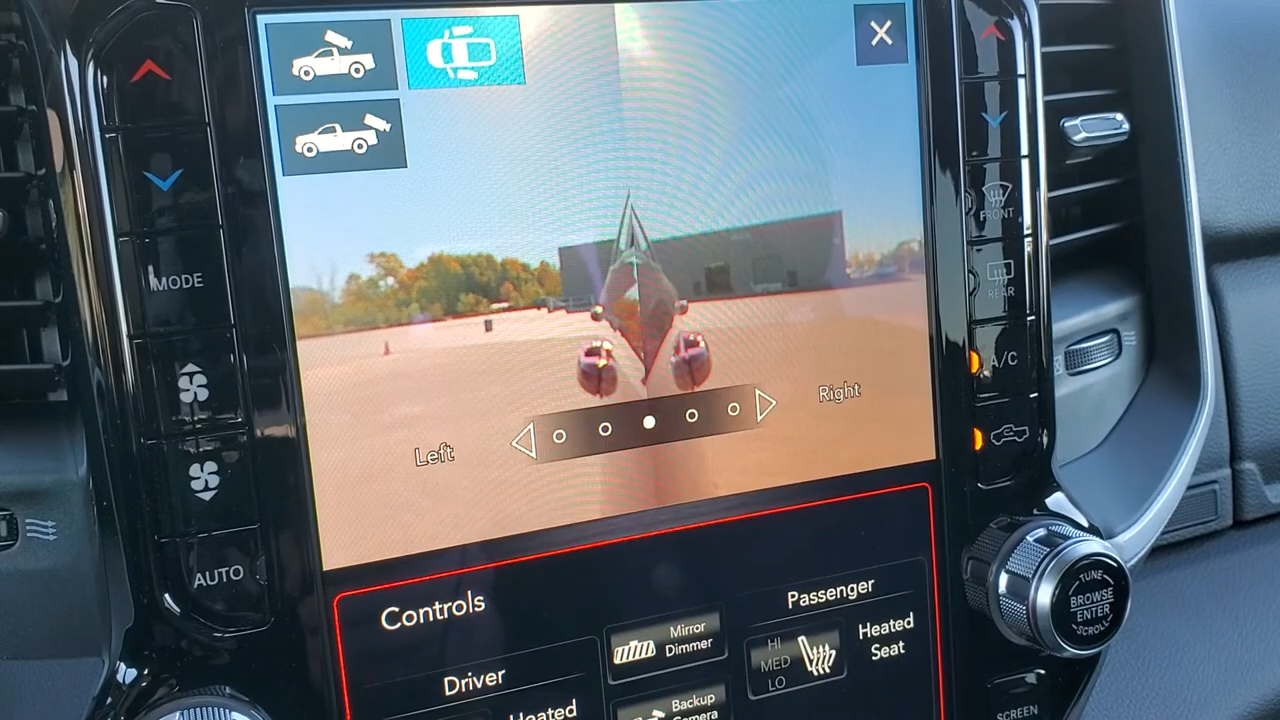 MODE
AUTO
Left
Right
Controls
Driver
Heated
Mirror
Dimmer
Backup
Camera
Passenger
HI
MED
LO
Heated
Seat
FRONT
REAR
A/C
TUNE
BROWSE
ENTER
SCROLL
SCREEN